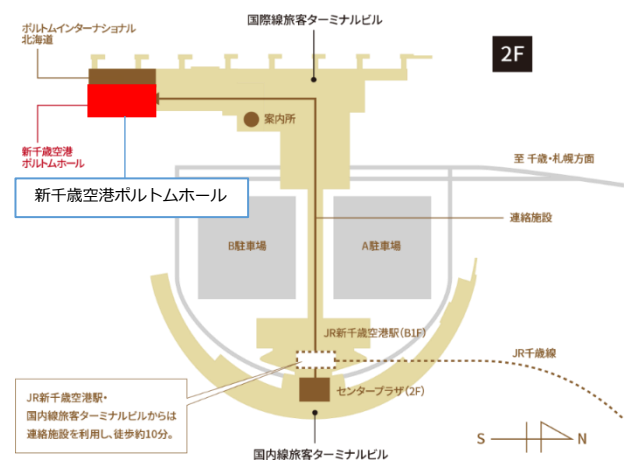 国際線旅客ターミナルビル
ポルトムインターナショナル
北海道
2F
案内所
新千歳空港
ポルトムホール
至 千歳・札幌方面
新千歳空港ポルトムホール
連絡施設
B駐車場
A駐車場
JR新千歳空港駅(B1F)
JR千歳線
センタープラザ(2F)
JR新千歳空港駅・
国内線旅客ターミナルビルからは
連絡施設を利用し、徒歩約10分。
国内線旅客ターミナルビル
S
N